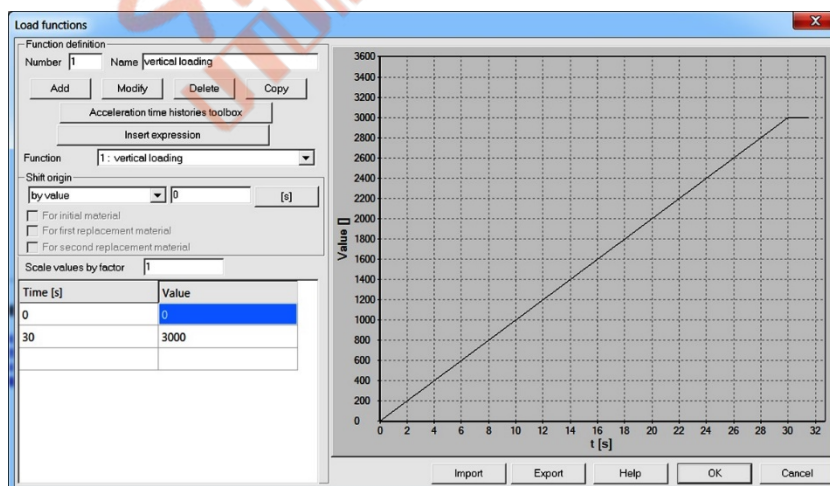 Load functions
Function definition
Number 1 Name vertical loading
Add Modify Delete Copy
Acceleration time histories toolbox
Insert expression
Function 1 : vertical loading
Shift origin
by value 0 [s]
For initial material
For first replacement material
For second replacement material
Scale values by factor 1
Time [s] Value
0 0
30 3000
3600
3400
3200
3000
2800
2600
2400
2200
2000
1800
1600
1400
1200
1000
800
600
400
200
0
Value []
0 2 4 6 8 10 12 14 16 18 20 22 24 26 28 30 32
t [s]
Import Export Help OK Cancel